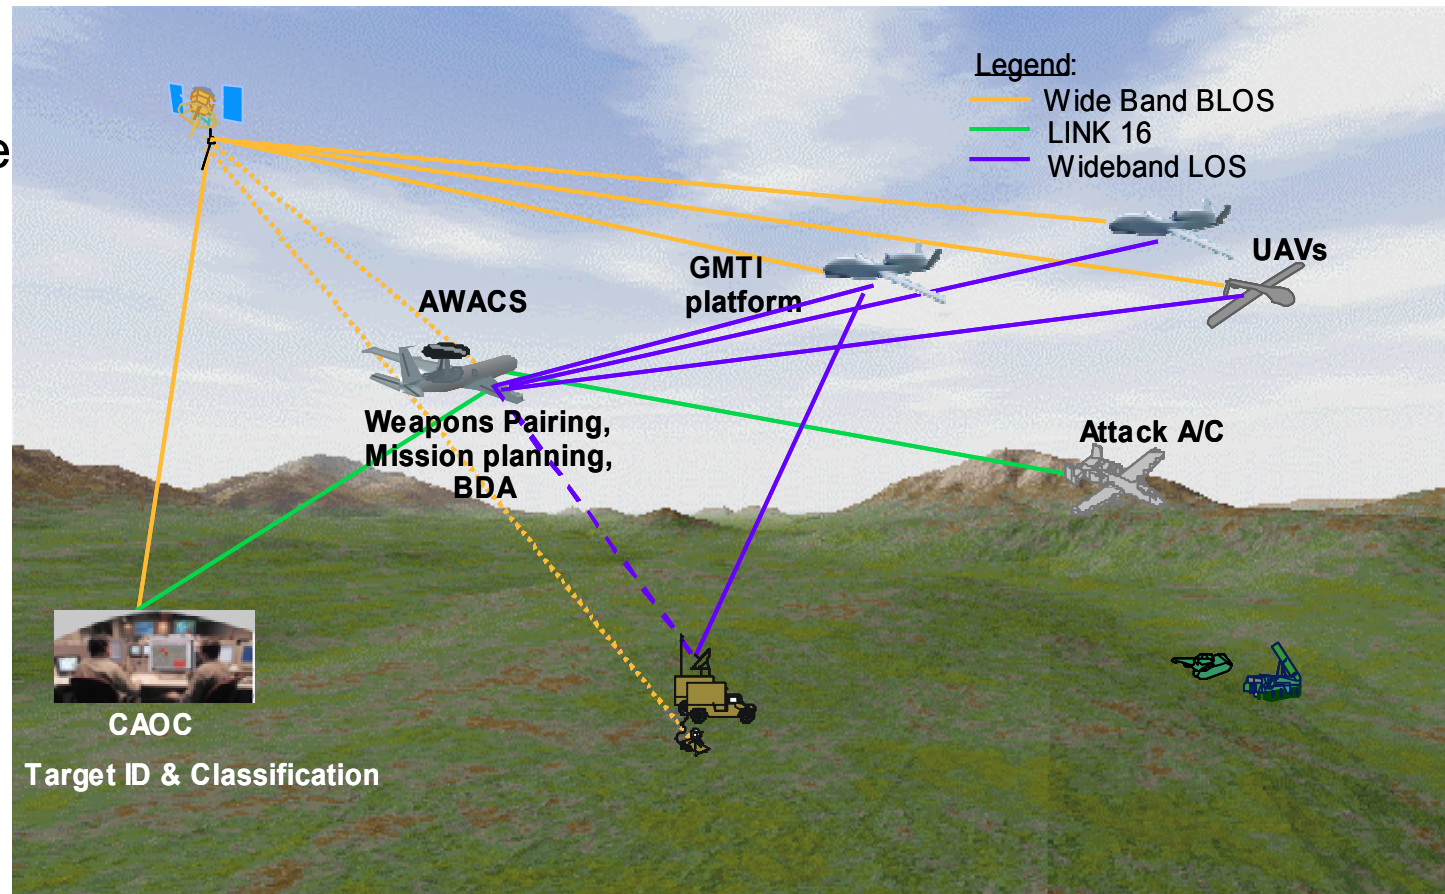 e
Legend:
Wide Band BLOS
LINK 16
Wideband LOS
UAVs
GMTI
platform
AWACS
Attack A/C
Weapons Pairing,
Mission planning,
BDA
CAOC
Target ID & Classification